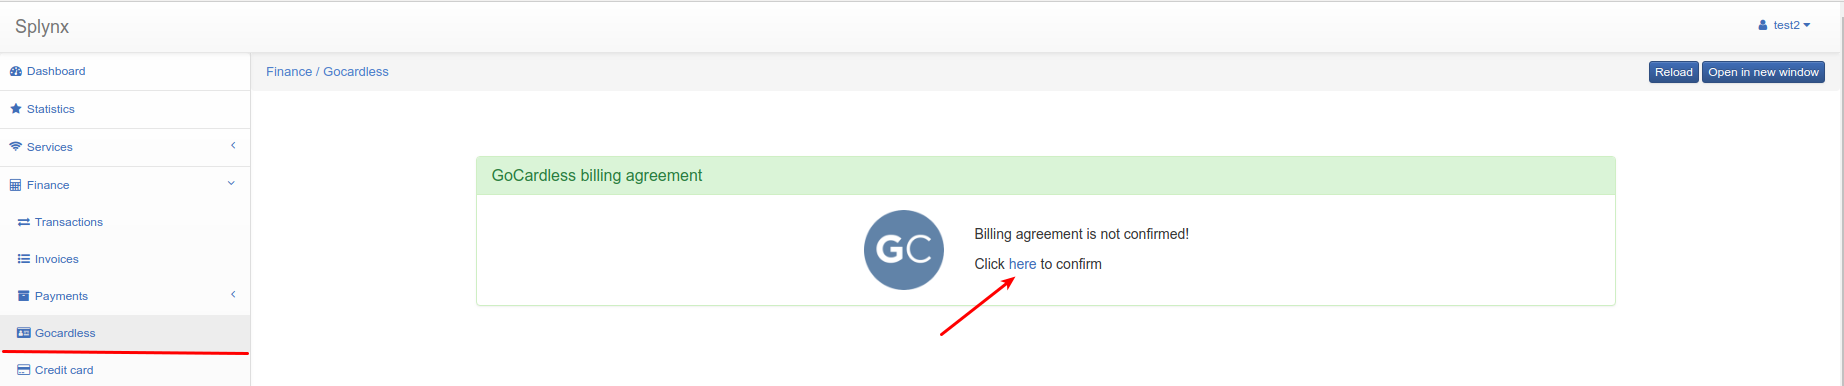 Splynx
test2
Dashboard
Statistics
Services
Finance
Transactions
Invoices
Payments
Gocardless
Credit card
Finance / Gocardless
Reload
Open in new window
GoCardless billing agreement
GC
Billing agreement is not confirmed!
Click here to confirm